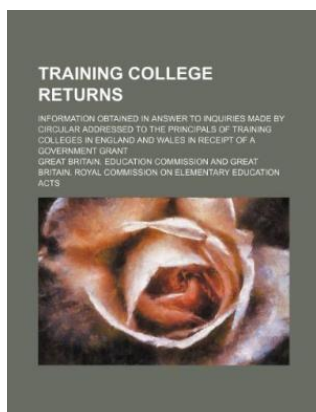 TRAINING COLLEGE
RETURNS
INFORMATION OBTAINED IN ANSWER TO INQUIRIES MADE BY
CIRCULAR ADDRESSED TO THE PRINCIPALS OF TRAINING
COLLEGES IN ENGLAND AND WALES IN RECEIPT OF A
GOVERNMENT GRANT
GREAT BRITAIN. EDUCATION COMMISSION AND GREAT
BRITAIN. ROYAL COMMISSION ON ELEMENTARY EDUCATION
ACTS